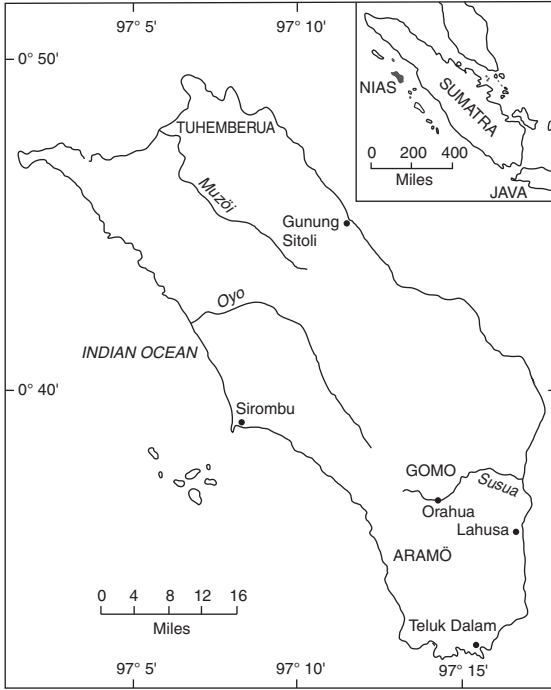 97° 5'
97° 10'
0° 50'
NIAS
SUMATRA
0 200 400
Miles
JAVA
TUHEMBERUA
Muzöi
Gunung
Sitoli
Oyo
INDIAN OCEAN
0° 40'
Sirombu
GOMO
Susua
Orahua
Lahusa
ARAMÖ
0 4 8 12 16
Miles
Teluk Dalam
97° 5'
97° 10'
97° 15'